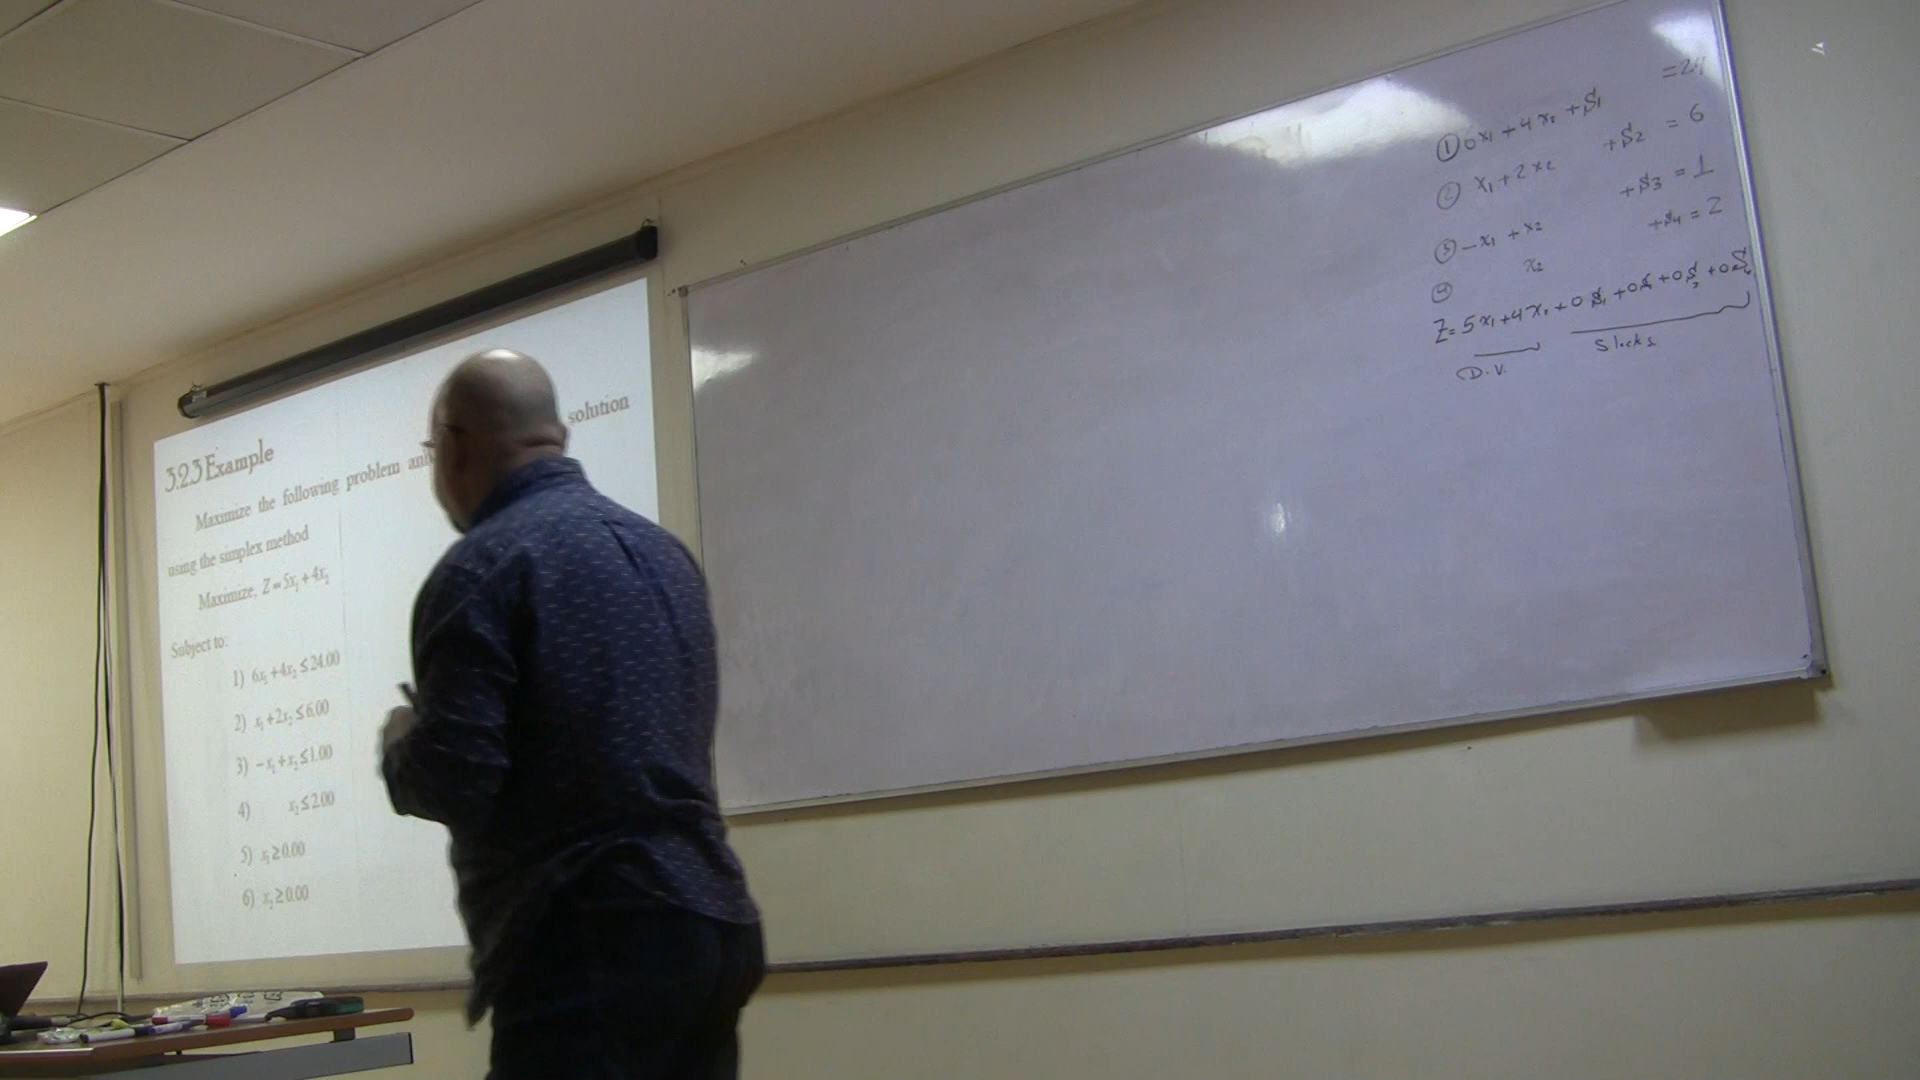 3.2.3 Example
Maximize the following problem and solution
using the simplex method
Maximize, Z = 5x₁ + 4x₂
Subject to:
1) 6x₁ + 4x₂ ≤ 24.00
2) x₁ + 2x₂ ≤ 6.00
3) -x₁ + x₂ ≤ 1.00
4) x₂ ≤ 2.00
5) x₁ ≥ 0.00
6) x₂ ≥ 0.00
① 6x₁ + 4x₂ + S₁ = 24
② x₁ + 2x₂ + S₂ = 6
③ -x₁ + x₂ + S₃ = 1
④ x₂ + S₄ = 2
Z = 5x₁ + 4x₂ + 0S₁ + 0S₂ + 0S₃ + 0S₄
D.V. Slacks